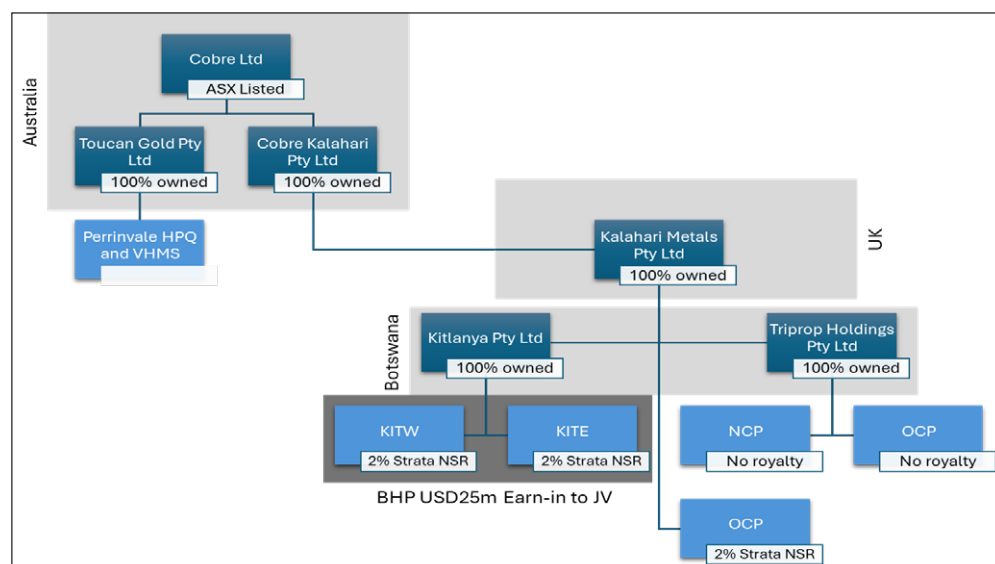 Australia
Cobre Ltd
ASX Listed
Toucan Gold Pty
Ltd
100% owned
Cobre Kalahari
Pty Ltd
100% owned
Perrinvale HPQ
and VHMS
UK
Kalahari Metals
Pty Ltd
100% owned
Botswana
Kitlanya Pty Ltd
100% owned
Triprop Holdings
Pty Ltd
100% owned
KITW
2% Strata NSR
KITE
2% Strata NSR
BHP USD25m Earn-in to JV
NCP
No royalty
OCP
No royalty
OCP
2% Strata NSR